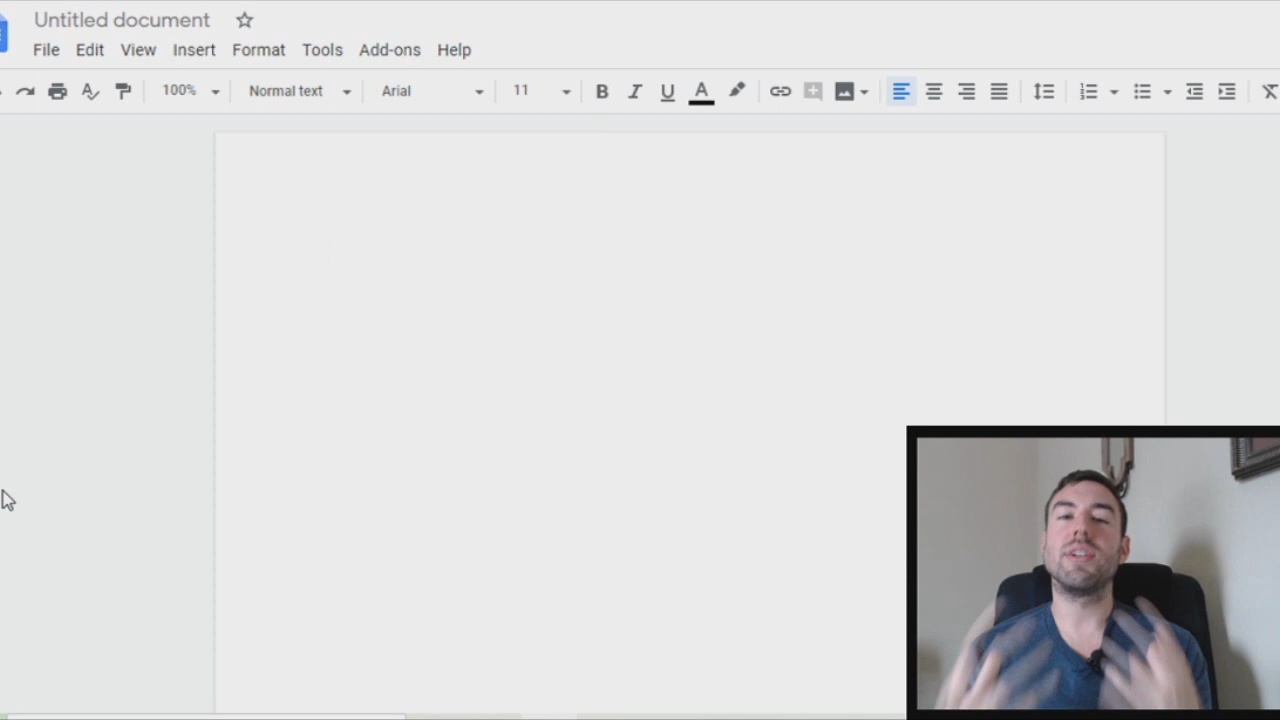 Untitled document
File Edit View Insert Format Tools Add-ons Help
100% Normal text Arial 11 B I U A